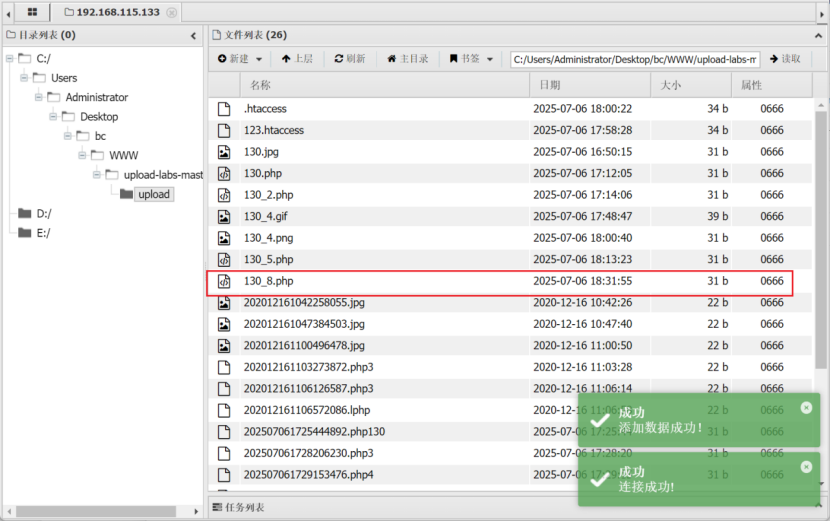 192.168.115.133
目录列表 (0)
C:/
Users
Administrator
Desktop
bc
WWW
upload-labs-mast
upload
D:/
E:/
文件列表 (26)
新建 上层 刷新 主目录 书签 C:/Users/Administrator/Desktop/bc/WWW/upload-labs-m 读取
名称 日期 大小 属性
.htaccess 2025-07-06 18:00:22 34 b 0666
123.htaccess 2025-07-06 17:58:28 34 b 0666
130.jpg 2025-07-06 16:50:15 31 b 0666
130.php 2025-07-06 17:12:05 31 b 0666
130_2.php 2025-07-06 17:14:06 31 b 0666
130_4.gif 2025-07-06 17:48:47 39 b 0666
130_4.png 2025-07-06 18:00:40 31 b 0666
130_5.php 2025-07-06 18:13:23 31 b 0666
130_8.php 2025-07-06 18:31:55 31 b 0666
202012161042258055.jpg 2020-12-16 10:42:26 22 b 0666
202012161047384503.jpg 2020-12-16 10:47:40 22 b 0666
202012161100496478.jpg 2020-12-16 11:00:50 22 b 0666
202012161103273872.php3 2020-12-16 11:03:28 22 b 0666
202012161106126587.php3 2020-12-16 11:06:14 22 b 0666
202012161106572086.lphp 2020-12-16 11:06: 22 b 0666
202507061725444892.php130 2025-07-06 17:25: 31 b 0666
202507061728206230.php3 2025-07-06 17:28:20 31 b 0666
202507061729153476.php4 2025-07-06 31 b 0666
成功
添加数据成功!
成功
连接成功!
任务列表